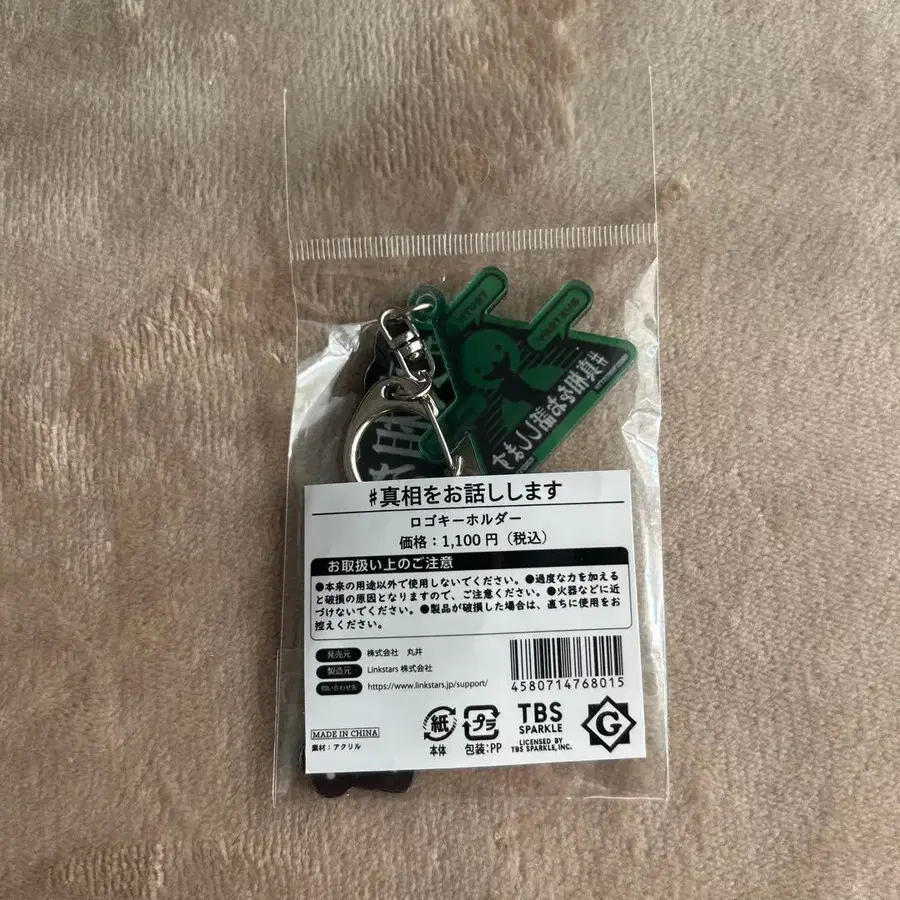 #真相をお話しします
#真相をお話しします
ロゴキーホルダー
価格：1,100円（税込）
お取扱い上のご注意
●本来の用途以外で使用しないでください。●過度な力を加える
と破損の原因となりますので、ご注意ください。●火器などに近
づけないでください。●製品が破損した場合は、直ちに使用をお
控えください。
発売元 株式会社 丸井
製造元 Linkstars 株式会社
問い合わせ先 https://www.linkstars.jp/support/
4580714768015
MADE IN CHINA
素材：アクリル
紙
本体
プラ
包装:PP
TBS
SPARKLE
LICENSED BY
TBS SPARKLE, INC.
G